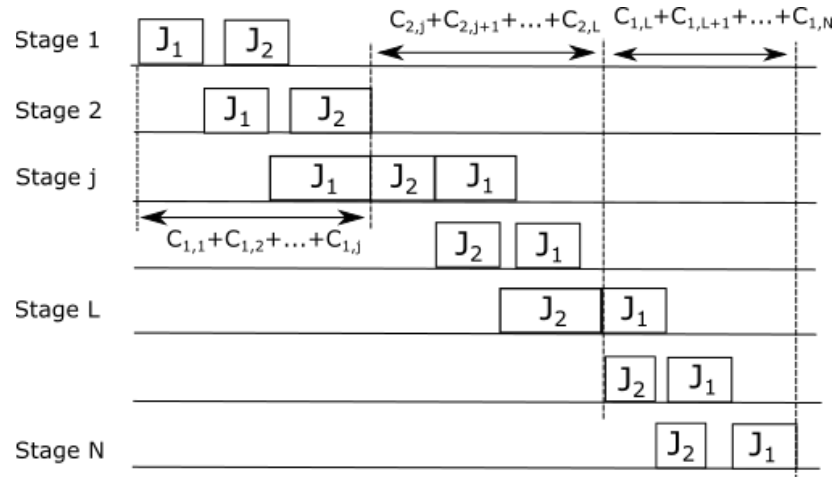 Stage 1 J₁ J₂ C₂,ⱼ+C₂,ⱼ₊₁+...+C₂,L C₁,L+C₁,L₊₁+...+C₁,N
Stage 2 J₁ J₂
Stage j J₁ J₂ J₁
C₁,₁+C₁,₂+...+C₁,ⱼ J₂ J₁
Stage L J₂ J₁
J₂ J₁
Stage N J₂ J₁